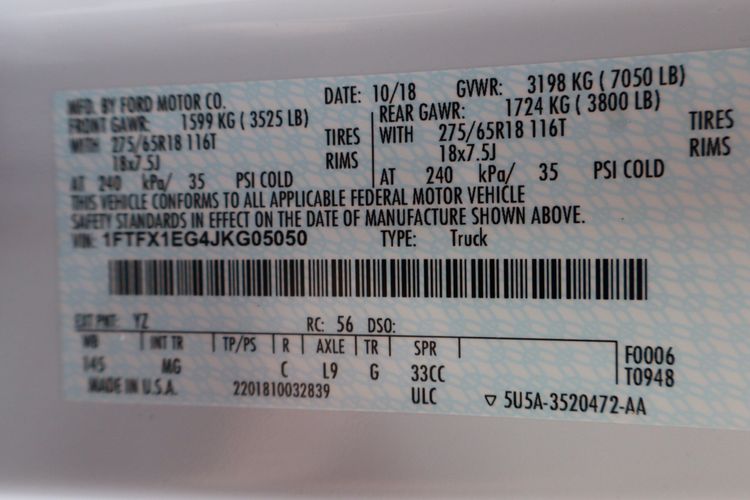 MFD. BY FORD MOTOR CO. DATE: 10/18 GVWR: 3198 KG ( 7050 LB)
FRONT GAWR: 1599 KG ( 3525 LB) REAR GAWR: 1724 KG ( 3800 LB)
WITH 275/65R18 116T TIRES WITH 275/65R18 116T TIRES
18x7.5J RIMS 18x7.5J RIMS
AT 240 kPa/ 35 PSI COLD AT 240 kPa/ 35 PSI COLD
THIS VEHICLE CONFORMS TO ALL APPLICABLE FEDERAL MOTOR VEHICLE
SAFETY STANDARDS IN EFFECT ON THE DATE OF MANUFACTURE SHOWN ABOVE.
VIN: 1FTFX1EG4JKG05050 TYPE: Truck
EXT PNT: YZ RC: 56 DSO:
WB INT TR TP/PS R AXLE TR SPR F0006
145 MG C L9 G 33CC T0948
MADE IN U.S.A. 2201810032839 ULC ▽ 5U5A-3520472-AA